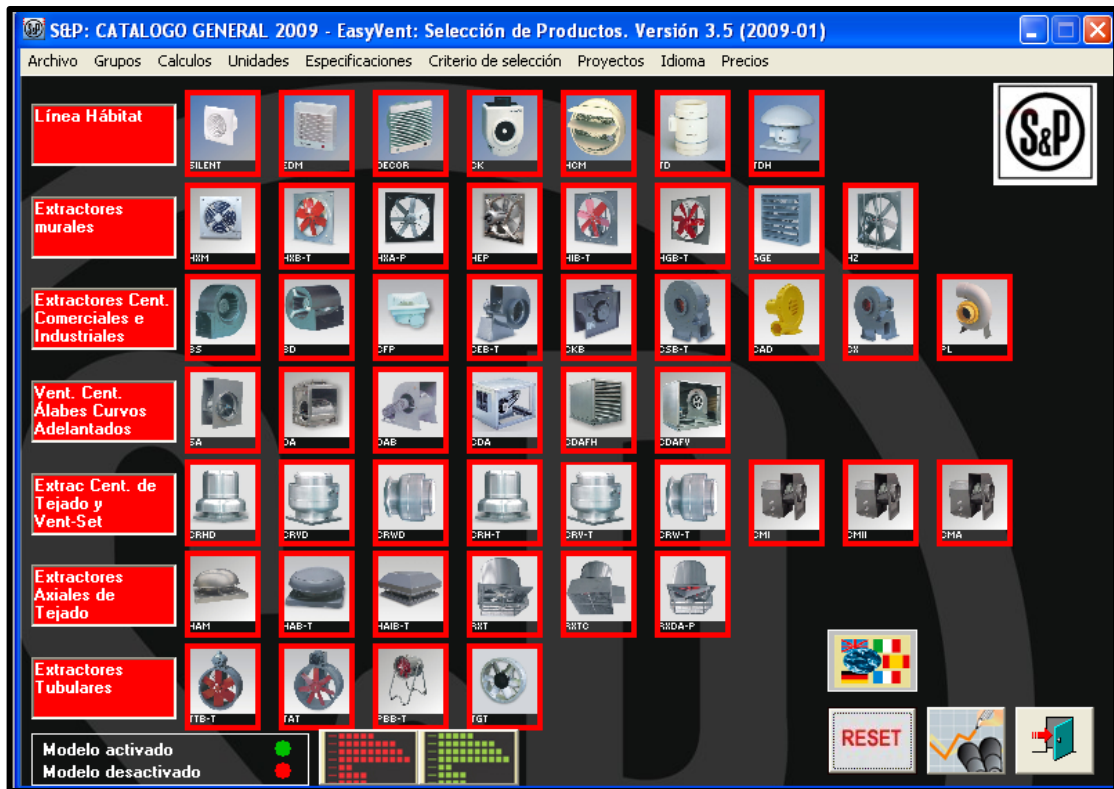 S&P: CATALOGO GENERAL 2009 - EasyVent: Selección de Productos. Versión 3.5 (2009-01)
Archivo Grupos Calculos Unidades Especificaciones Criterio de selección Proyectos Idioma Precios
S&P
Línea Hábitat
SILENT EDM DECOR CK HCM TD TDH
Extractores
murales
HXM HXB-T HXA-P HEP HIB-T HGB-T AGE HZ
Extractores Cent.
Comerciales e
Industriales
BS BD CFP CEB-T CKB CSB-T CAD CX PL
Vent. Cent.
Álabes Curvos
Adelantados
SA DA DAB CDA CDAFH CDAFV
Extrac Cent. de
Tejado y
Vent-Set
CRHD CRVD CRWD CRH-T CRV-T CRW-T CMI CMII CMA
Extractores
Axiales de
Tejado
HAM HAB-T HAIB-T RXT RXTC RXDA-P
Extractores
Tubulares
TTB-T TAT PBB-T TGT
Modelo activado
Modelo desactivado
RESET